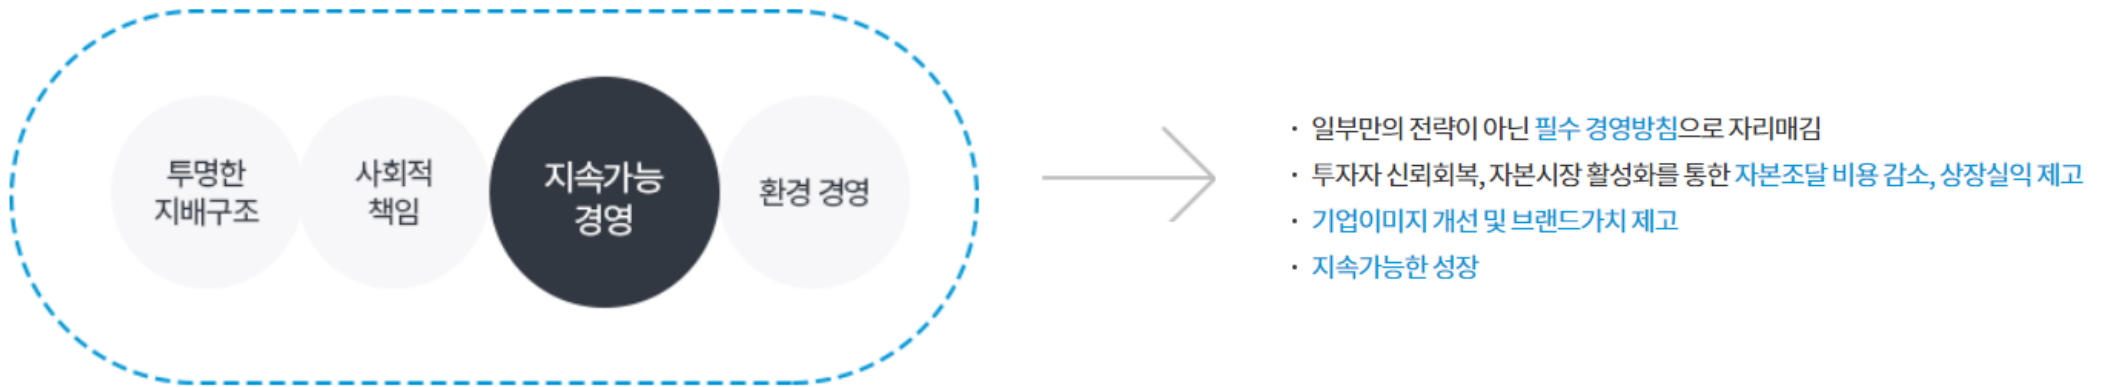 투명한
지배구조
사회적
책임
지속가능
경영
환경 경영
· 일부만의 전략이 아닌 필수 경영방침으로 자리매김
· 투자자 신뢰회복, 자본시장 활성화를 통한 자본조달 비용 감소, 상장실익 제고
· 기업이미지 개선 및 브랜드가치 제고
· 지속가능한 성장